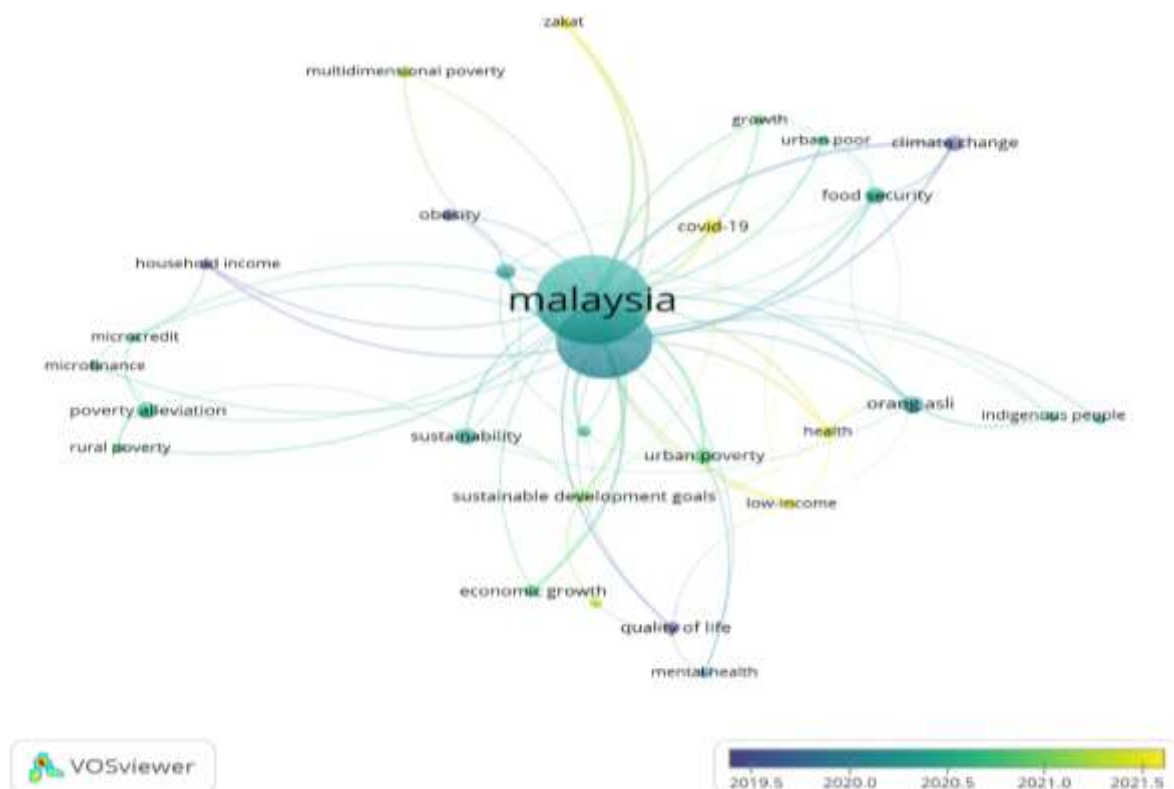 zakat
multidimensional poverty
growth
urban poor
climate change
food security
obesity
covid-19
household income
malaysia
microcredit
microfinance
poverty alleviation
rural poverty
orang asli
indigenous people
sustainability
health
urban poverty
sustainable development goals
low-income
economic growth
quality of life
mental health
VOSviewer
2019.5 2020.0 2020.5 2021.0 2021.5